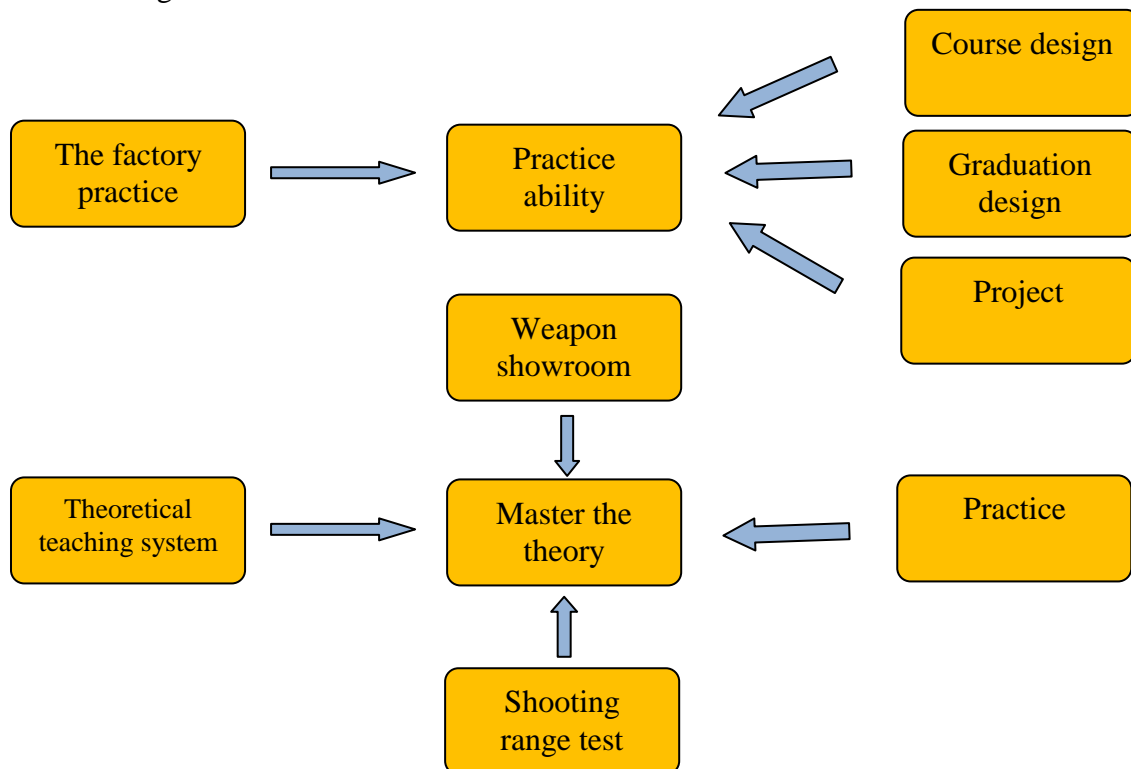 Course design
The factory
practice
Practice
ability
Graduation
design
Project
Weapon
showroom
Theoretical
teaching system
Master the
theory
Practice
Shooting
range test